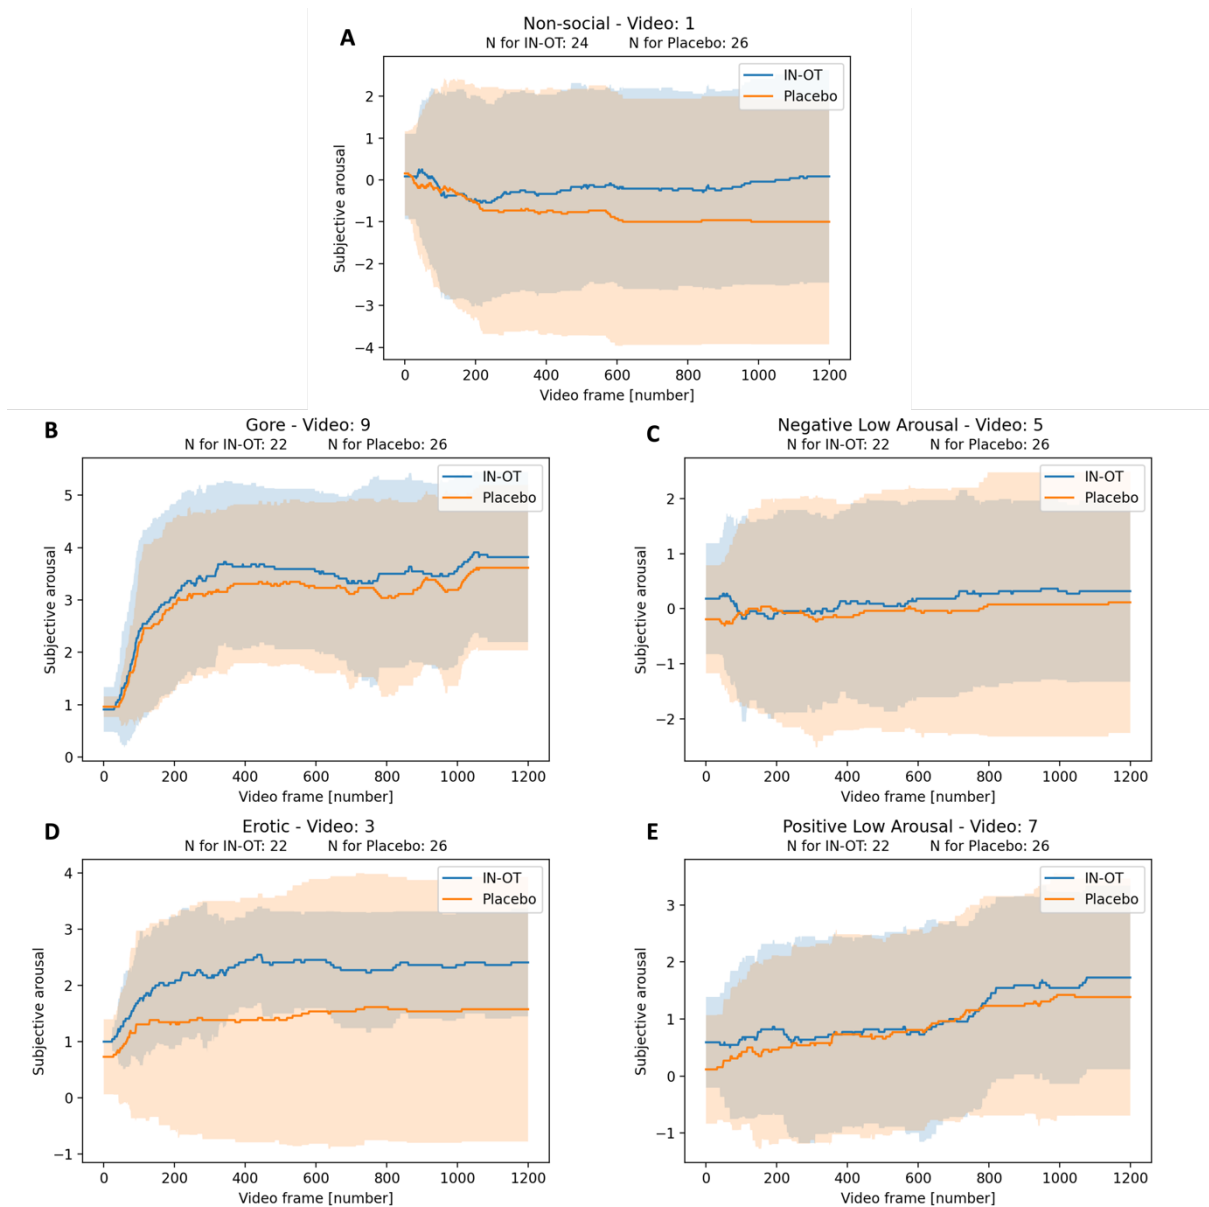 A
Non-social - Video: 1
N for IN-OT: 24 N for Placebo: 26
IN-OT
Placebo
2
1
0
−1
−2
−3
−4
Subjective arousal
0 200 400 600 800 1000 1200
Video frame [number]
B
Gore - Video: 9
N for IN-OT: 22 N for Placebo: 26
IN-OT
Placebo
5
4
3
2
1
0
Subjective arousal
0 200 400 600 800 1000 1200
Video frame [number]
C
Negative Low Arousal - Video: 5
N for IN-OT: 22 N for Placebo: 26
IN-OT
Placebo
2
1
0
−1
−2
Subjective arousal
0 200 400 600 800 1000 1200
Video frame [number]
D
Erotic - Video: 3
N for IN-OT: 22 N for Placebo: 26
IN-OT
Placebo
4
3
2
1
0
−1
Subjective arousal
0 200 400 600 800 1000 1200
Video frame [number]
E
Positive Low Arousal - Video: 7
N for IN-OT: 22 N for Placebo: 26
IN-OT
Placebo
3
2
1
0
−1
Subjective arousal
0 200 400 600 800 1000 1200
Video frame [number]